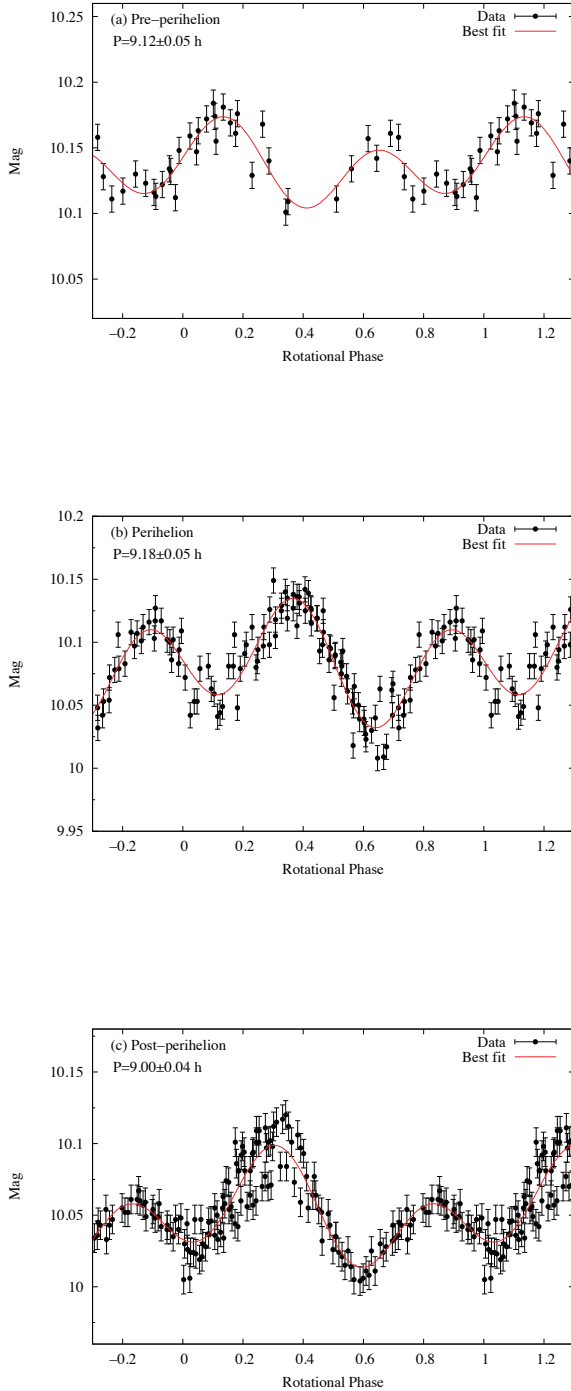 10.25
(a) Pre−perihelion
Data
P=9.12±0.05 h
Best fit
10.2
Mag
10.15
10.1
10.05
−0.2 0 0.2 0.4 0.6 0.8 1 1.2
Rotational Phase
10.2
(b) Perihelion
Data
P=9.18±0.05 h
Best fit
10.15
10.1
Mag
10.05
10
9.95
−0.2 0 0.2 0.4 0.6 0.8 1 1.2
Rotational Phase
(c) Post−perihelion
Data
P=9.00±0.04 h
Best fit
10.15
10.1
Mag
10.05
10
−0.2 0 0.2 0.4 0.6 0.8 1 1.2
Rotational Phase